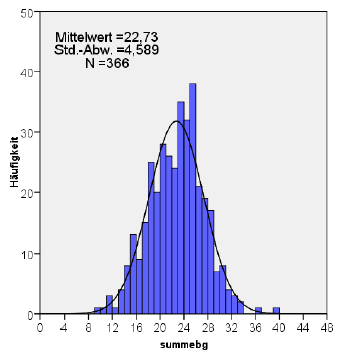 50
Mittelwert =22,73
Std.-Abw. =4,589
N =366
40
30
Häufigkeit
20
10
0
0 4 8 12 16 20 24 28 32 36 40 44 48
summebg